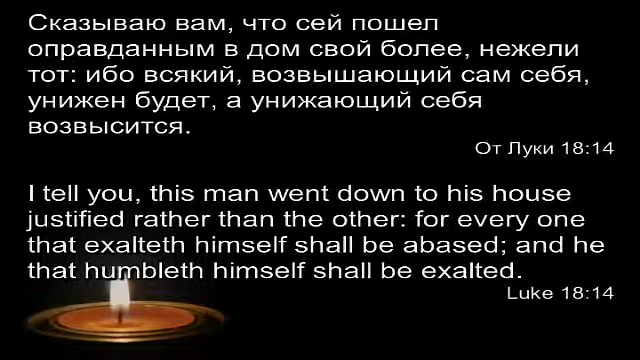 Сказываю вам, что сей пошел
оправданным в дом свой более, нежели
тот: ибо всякий, возвышающий сам себя,
унижен будет, а унижающий себя
возвысится.
От Луки 18:14
I tell you, this man went down to his house
justified rather than the other: for every one
that exalteth himself shall be abased; and he
that humbleth himself shall be exalted.
Luke 18:14